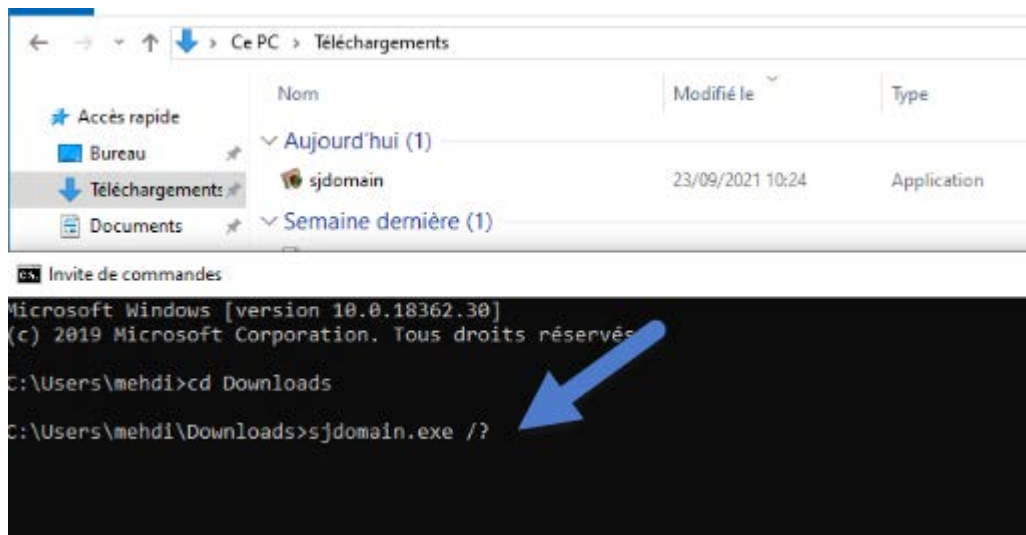 Ce PC > Téléchargements
Nom Modifié le Type
Accès rapide
Aujourd'hui (1)
Bureau
sjdomain 23/09/2021 10:24 Application
Téléchargements
Documents
Semaine dernière (1)
Invite de commandes
Microsoft Windows [version 10.0.18362.30]
(c) 2019 Microsoft Corporation. Tous droits réservés
C:\Users\mehdi>cd Downloads
C:\Users\mehdi\Downloads>sjdomain.exe /?